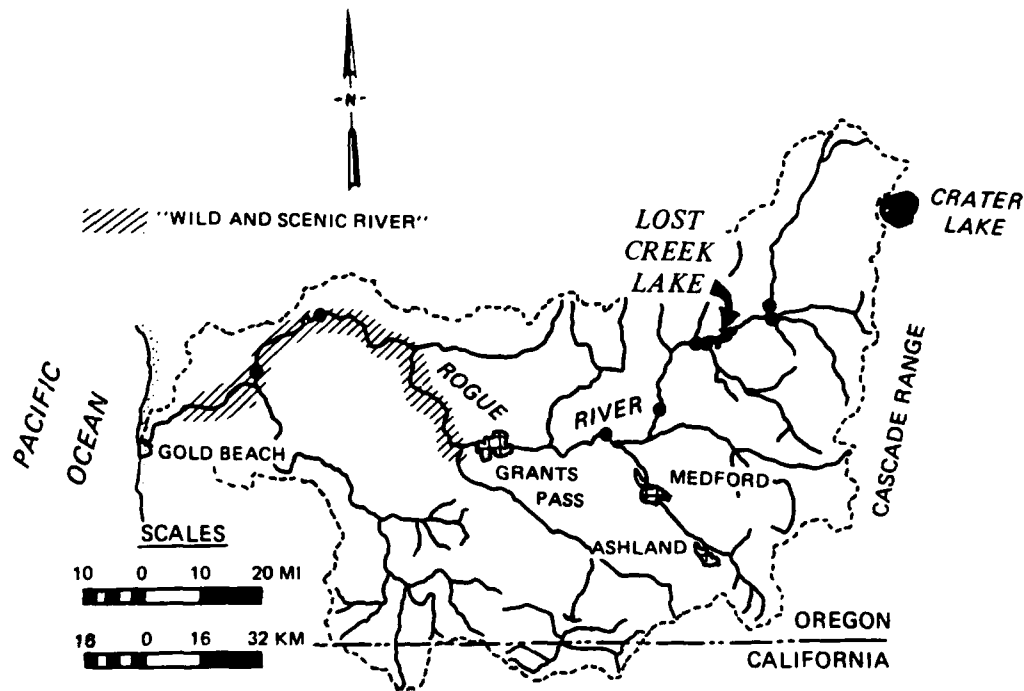 -N-
"WILD AND SCENIC RIVER"
CRATER
LAKE
LOST
CREEK
LAKE
PACIFIC
OCEAN
ROGUE
RIVER
CASCADE RANGE
GOLD BEACH
GRANTS
PASS
MEDFORD
ASHLAND
SCALES
10 0 10 20 MI
16 0 16 32 KM
OREGON
CALIFORNIA